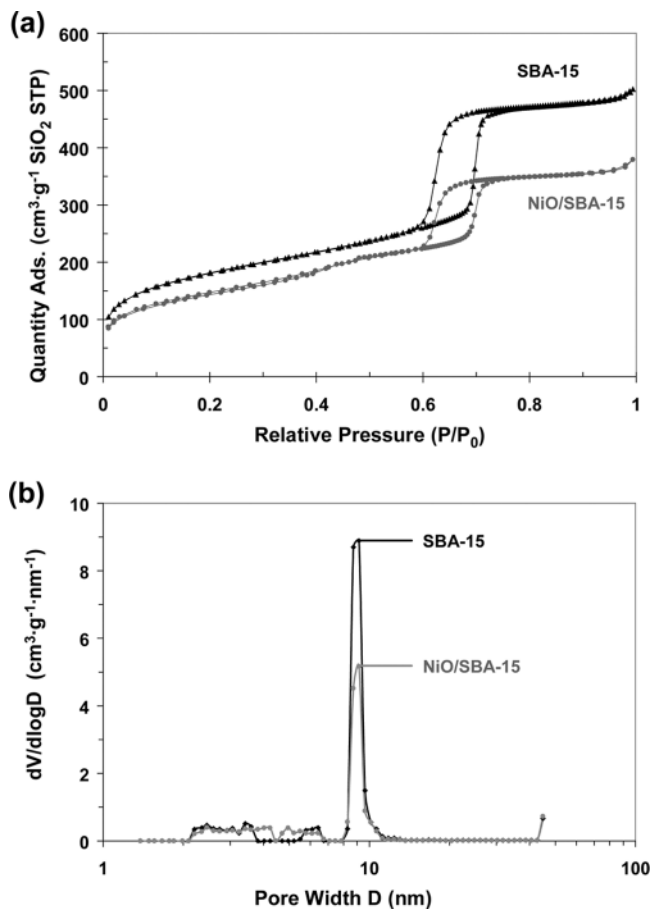 (a)
600
500
400
300
200
100
0
Quantity Ads. (cm³·g⁻¹ SiO₂ STP)
SBA-15
NiO/SBA-15
0 0.2 0.4 0.6 0.8 1
Relative Pressure (P/P₀)
(b)
10
8
6
4
2
0
dV/dlogD (cm³·g⁻¹·nm⁻¹)
SBA-15
NiO/SBA-15
1 10 100
Pore Width D (nm)